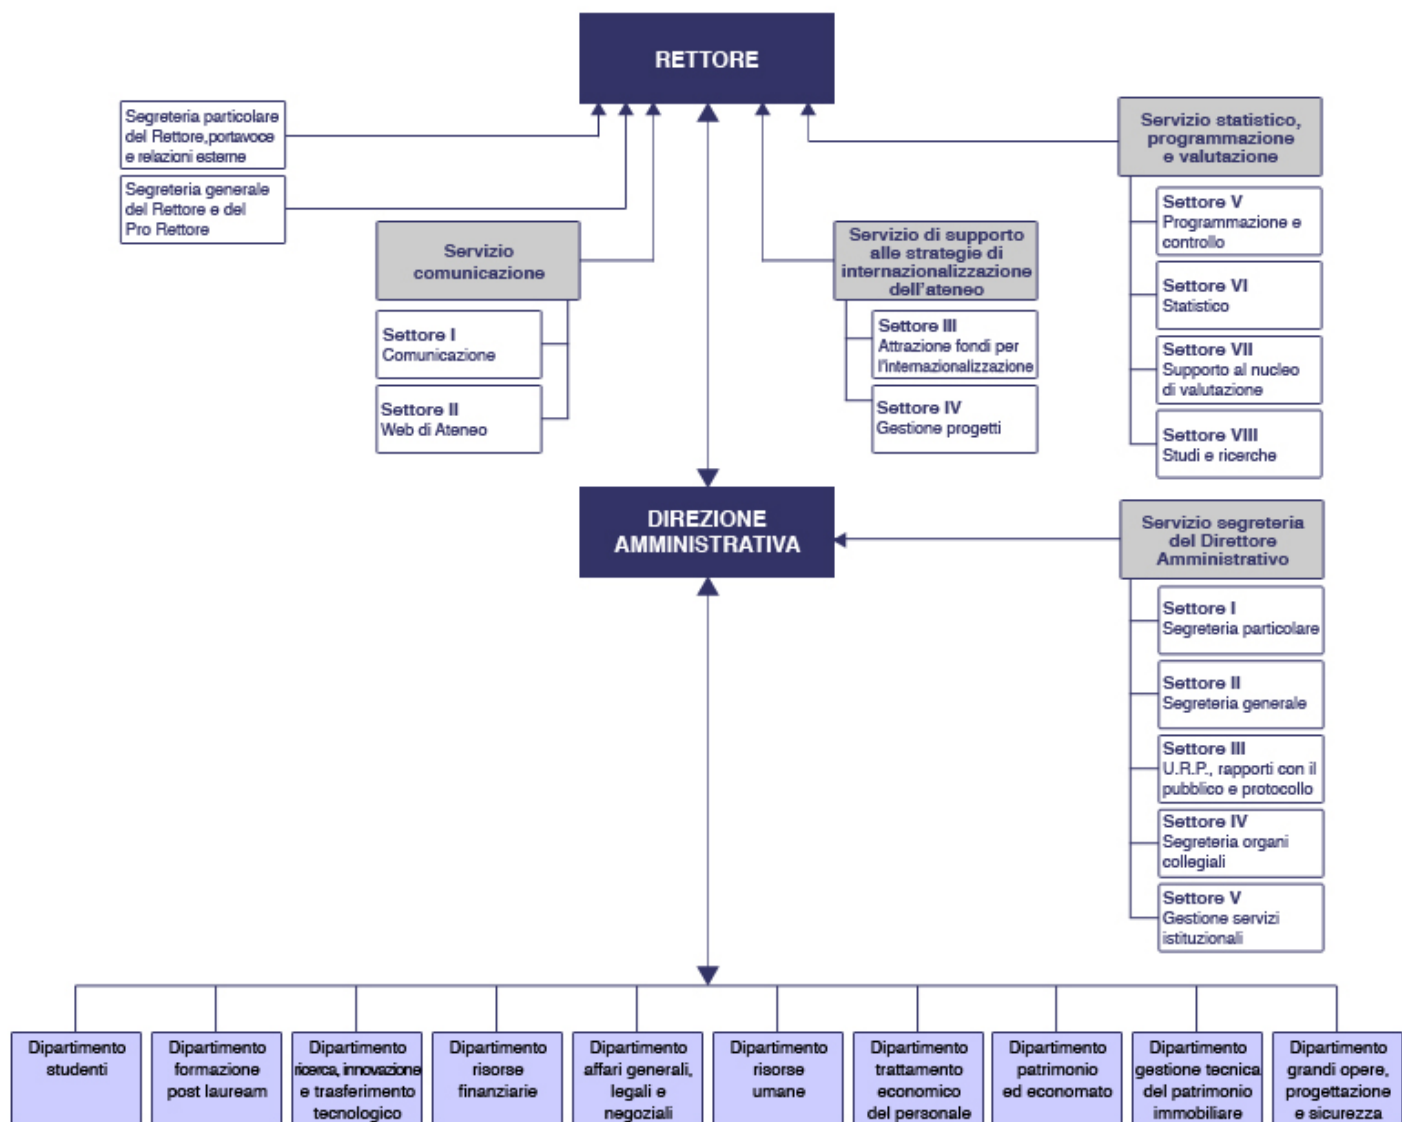 RETTORE
Segreteria particolare
del Rettore,portavoce
e relazioni esterne
Segreteria generale
del Rettore e del
Pro Rettore
Servizio
comunicazione
Settore I
Comunicazione
Settore II
Web di Ateneo
Servizio di supporto
alle strategie di
internazionalizzazione
dell'ateneo
Settore III
Attrazione fondi per
l'internazionalizzazione
Settore IV
Gestione progetti
Servizio statistico,
programmazione
e valutazione
Settore V
Programmazione e
controllo
Settore VI
Statistico
Settore VII
Supporto al nucleo
di valutazione
Settore VIII
Studi e ricerche
DIREZIONE
AMMINISTRATIVA
Servizio segreteria
del Direttore
Amministrativo
Settore I
Segreteria particolare
Settore II
Segreteria generale
Settore III
U.R.P., rapporti con il
pubblico e protocollo
Settore IV
Segreteria organi
collegiali
Settore V
Gestione servizi
istituzionali
Dipartimento
studenti
Dipartimento
formazione
post lauream
Dipartimento
ricerca, innovazione
e trasferimento
tecnologico
Dipartimento
risorse
finanziarie
Dipartimento
affari generali,
legali e
negoziali
Dipartimento
risorse
umane
Dipartimento
trattamento
economico
del personale
Dipartimento
patrimonio
ed economato
Dipartimento
gestione tecnica
del patrimonio
immobiliare
Dipartimento
grandi opere,
progettazione
e sicurezza